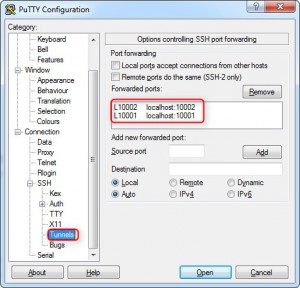 PuTTY Configuration
Category:
Keyboard
Bell
Features
Window
Appearance
Behaviour
Translation
Selection
Colours
Connection
Data
Proxy
Telnet
Rlogin
SSH
Kex
Auth
TTY
X11
Tunnels
Bugs
Serial
Options controlling SSH port forwarding
Port forwarding
Local ports accept connections from other hosts
Remote ports do the same (SSH-2 only)
Forwarded ports:
Remove
L10002 localhost:10002
L10001 localhost:10001
Add new forwarded port:
Source port
Add
Destination
Local Remote Dynamic
Auto IPv4 IPv6
About Help Open Cancel